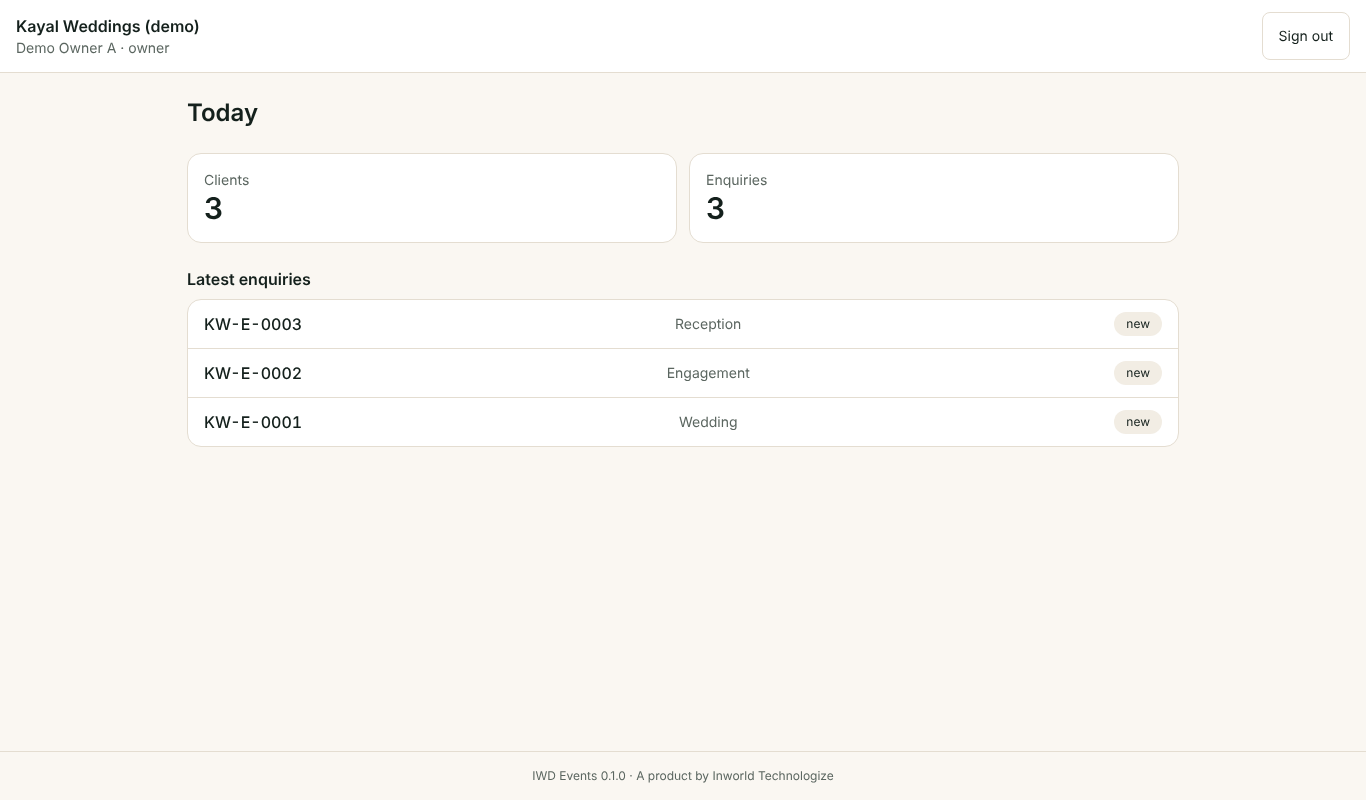 Kayal Weddings (demo)
Demo Owner A · owner
Sign out
Today
Clients
3
Enquiries
3
Latest enquiries
KW-E-0003 Reception new
KW-E-0002 Engagement new
KW-E-0001 Wedding new
IWD Events 0.1.0 · A product by Inworld Technologize